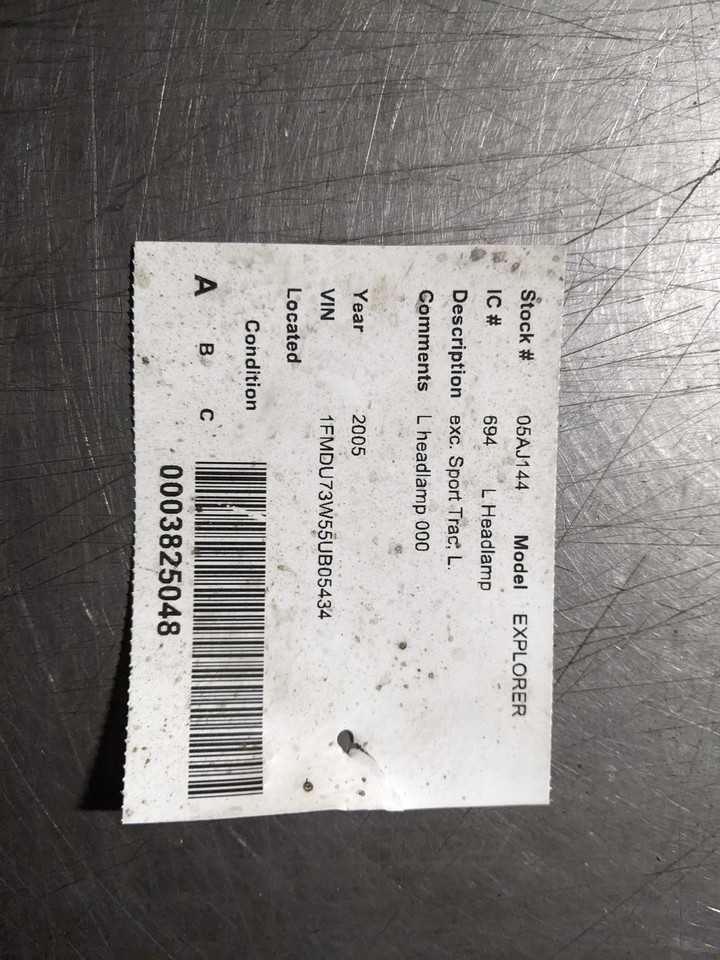 Stock # 05AJ144 Model EXPLORER
IC # 694 L Headlamp
Description exc. Sport Trac; L.
Comments L headlamp 000
Year 2005
VIN 1FMDU73W55UB05434
Located
Condition
A B C
0003825048